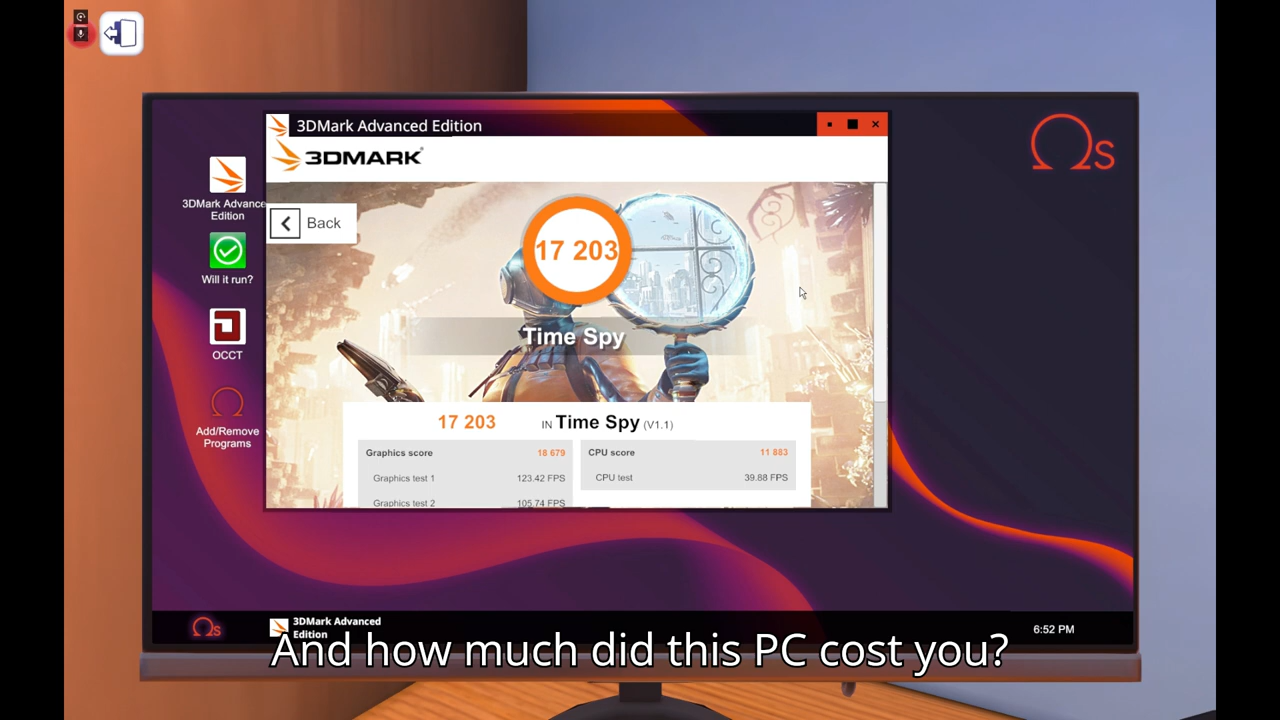 3DMark Advanced Edition
3DMARK
Ωs
3DMark Advance
Edition
Back
17 203
Will it run?
Time Spy
OCCT
17 203 IN Time Spy (V1.1)
Graphics score 18 679
CPU score 11 883
Graphics test 1 123.42 FPS
CPU test 39.88 FPS
Graphics test 2 105.74 FPS
Add/Remove
Programs
Ωs
3DMark Advanced
Edition
6:52 PM
And how much did this PC cost you?